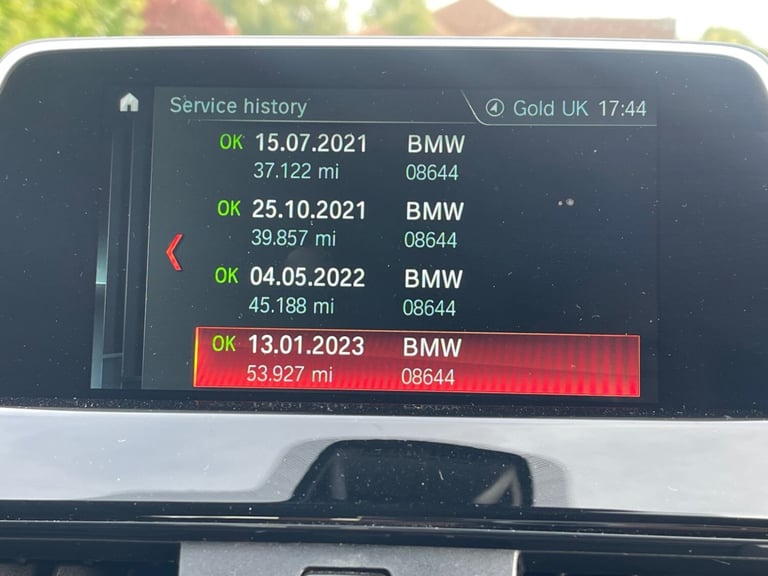 Service history
Gold UK 17:44
OK 15.07.2021 BMW
37.122 mi 08644
OK 25.10.2021 BMW
39.857 mi 08644
OK 04.05.2022 BMW
45.188 mi 08644
OK 13.01.2023 BMW
53.927 mi 08644